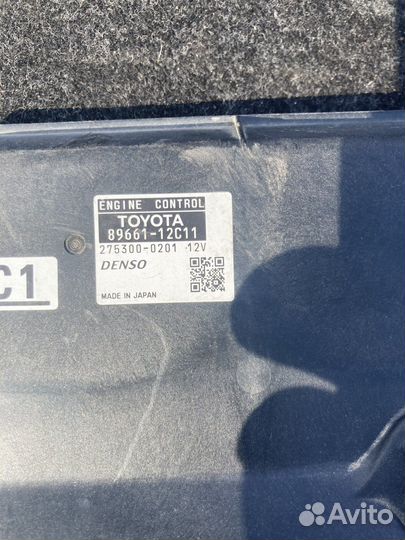 ENGINE CONTROL
TOYOTA
89661-12C11
275300-0201 12V
DENSO
MADE IN JAPAN
C1
Avito